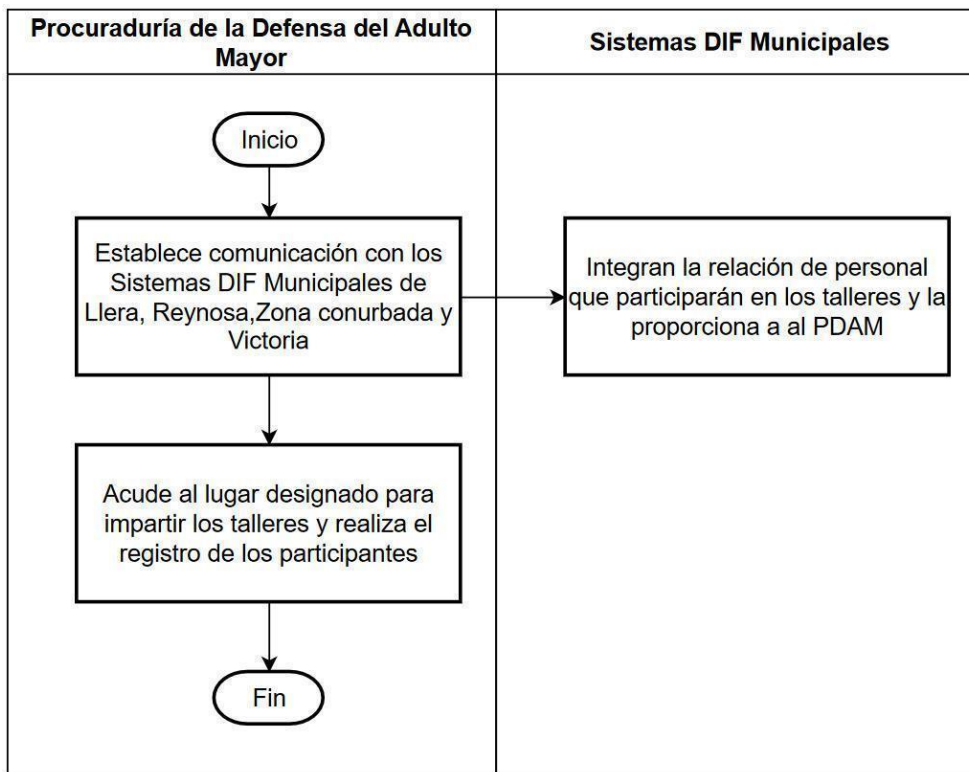 Procuraduría de la Defensa del Adulto
Mayor
Sistemas DIF Municipales
Inicio
Establece comunicación con los
Sistemas DIF Municipales de
Llera, Reynosa,Zona conurbada y
Victoria
Integran la relación de personal
que participarán en los talleres y la
proporciona a al PDAM
Acude al lugar designado para
impartir los talleres y realiza el
registro de los participantes
Fin